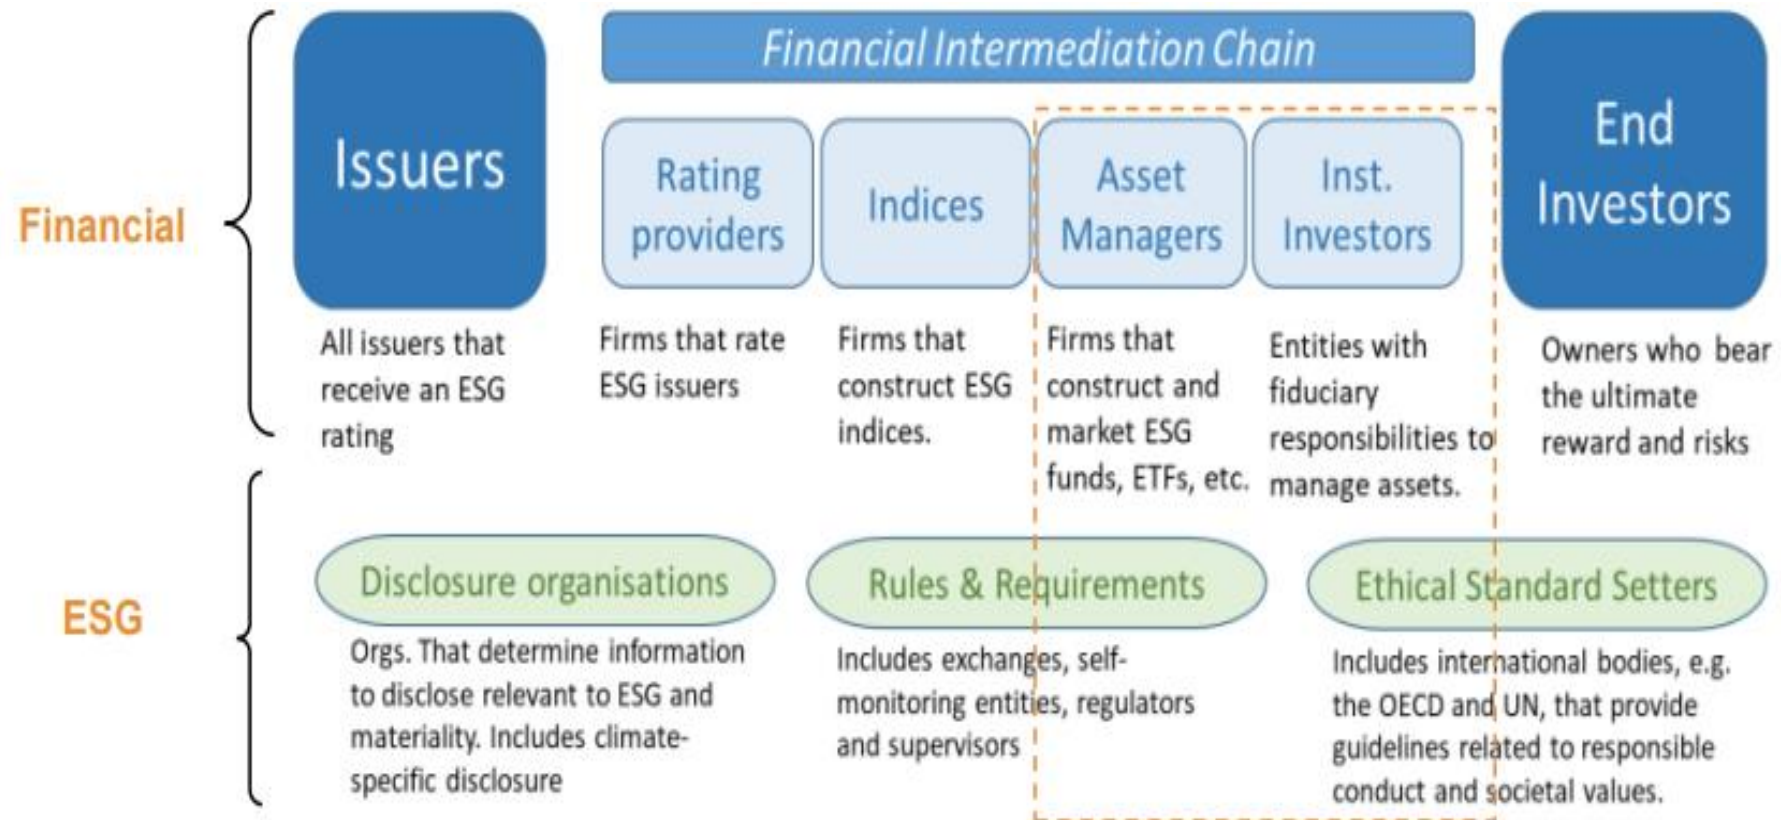 Financial Intermediation Chain
Financial
Issuers
Rating
providers
Indices
Asset
Managers
Inst.
Investors
End
Investors
All issuers that
receive an ESG
rating
Firms that rate
ESG issuers
Firms that
construct ESG
indices.
Firms that
construct and
market ESG
funds, ETFs, etc.
Entities with
fiduciary
responsibilities to
manage assets.
Owners who bear
the ultimate
reward and risks
ESG
Disclosure organisations
Orgs. That determine information
to disclose relevant to ESG and
materiality. Includes climate-
specific disclosure
Rules & Requirements
Includes exchanges, self-
monitoring entities, regulators
and supervisors
Ethical Standard Setters
Includes international bodies, e.g.
the OECD and UN, that provide
guidelines related to responsible
conduct and societal values.